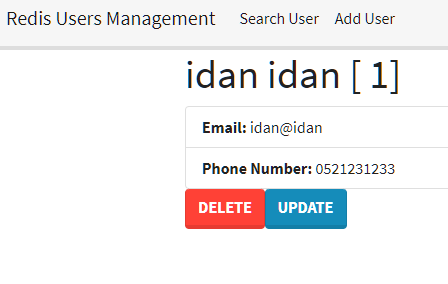 Redis Users Management Search User Add User
idan idan [ 1]
Email: idan@idan
Phone Number: 0521231233
DELETE UPDATE